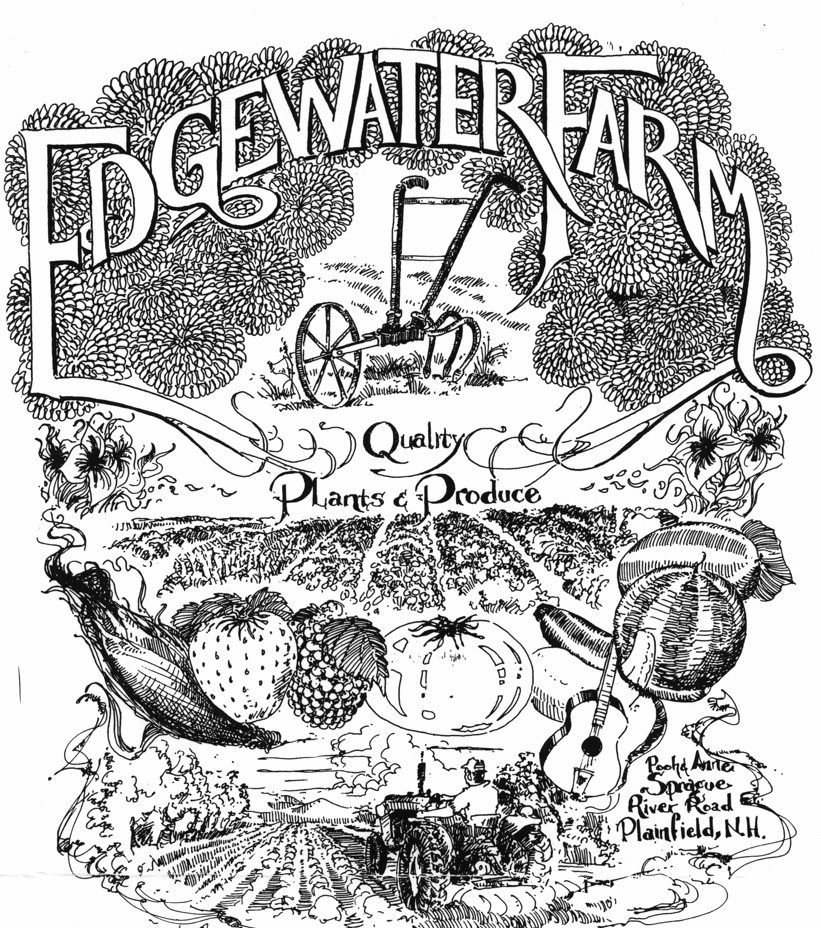 EDGEWATER FARM
Quality
Plants & Produce
Pooh & Anne
Sprague
River Road
Plainfield, N.H.